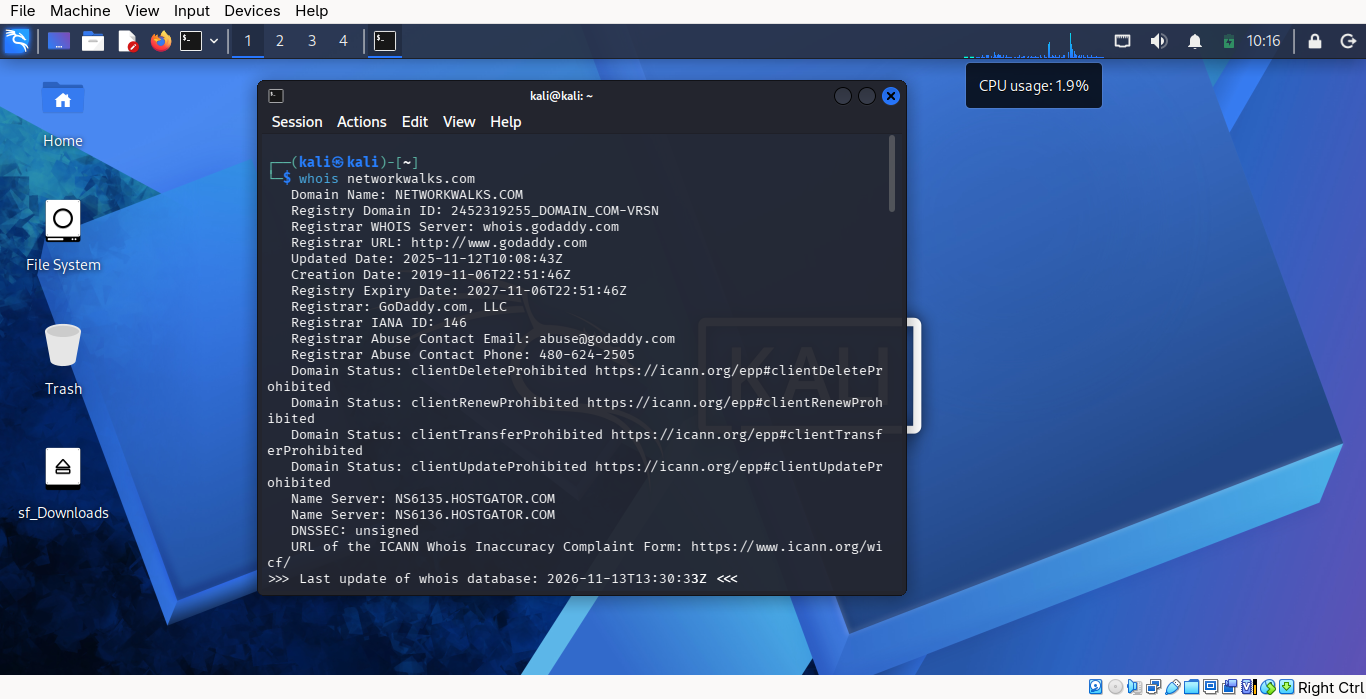 File Machine View Input Devices Help
1 2 3 4 10:16
CPU usage: 1.9%
Home
File System
Trash
sf_Downloads
kali@kali: ~
Session Actions Edit View Help
┌──(kali㉿kali)-[~]
└─$ whois networkwalks.com
Domain Name: NETWORKWALKS.COM
Registry Domain ID: 2452319255_DOMAIN_COM-VRSN
Registrar WHOIS Server: whois.godaddy.com
Registrar URL: http://www.godaddy.com
Updated Date: 2025-11-12T10:08:43Z
Creation Date: 2019-11-06T22:51:46Z
Registry Expiry Date: 2027-11-06T22:51:46Z
Registrar: GoDaddy.com, LLC
Registrar IANA ID: 146
Registrar Abuse Contact Email: abuse@godaddy.com
Registrar Abuse Contact Phone: 480-624-2505
Domain Status: clientDeleteProhibited https://icann.org/epp#clientDeletePr
ohibited
Domain Status: clientRenewProhibited https://icann.org/epp#clientRenewProh
ibited
Domain Status: clientTransferProhibited https://icann.org/epp#clientTransf
erProhibited
Domain Status: clientUpdateProhibited https://icann.org/epp#clientUpdatePr
ohibited
Name Server: NS6135.HOSTGATOR.COM
Name Server: NS6136.HOSTGATOR.COM
DNSSEC: unsigned
URL of the ICANN Whois Inaccuracy Complaint Form: https://www.icann.org/wi
cf/
>>> Last update of whois database: 2026-11-13T13:30:33Z <<<
KALI
Right Ctrl